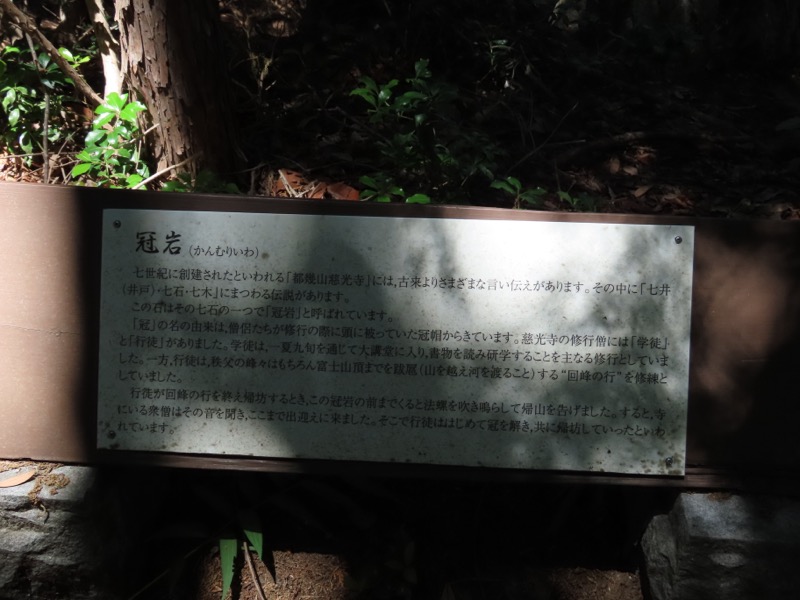 冠岩(かんむりいわ)
七世紀に創建されたといわれる「都幾山慈光寺」には、古来よりさまざまな言い伝えがあります。その中に「七井
(井戸)・七石・七木」にまつわる伝説があります。
この石はその七石の一つで「冠岩」と呼ばれています。
「冠」の名の由来は、僧侶たちが修行の際に頭に被っていた冠帽からきています。慈光寺の修行僧には「学徒」
と「行徒」がありました。学徒は、一夏九旬を通じて大講堂に入り、書物を読み研学することを主なる修行としていま
した。一方、行徒は、秩父の峰々はもちろん富士山頂までを跋渉(山を越え河を渡ること)する"回峰の行"を修練と
していました。
行徒が回峰の行を終え帰坊するとき、この冠岩の前までくると法螺を吹き鳴らして帰山を告げました。すると、寺
にいる衆僧はその音を聞き、ここまで出迎えに来ました。そこで行徒ははじめて冠を解き、共に帰坊していったといわ
れています。